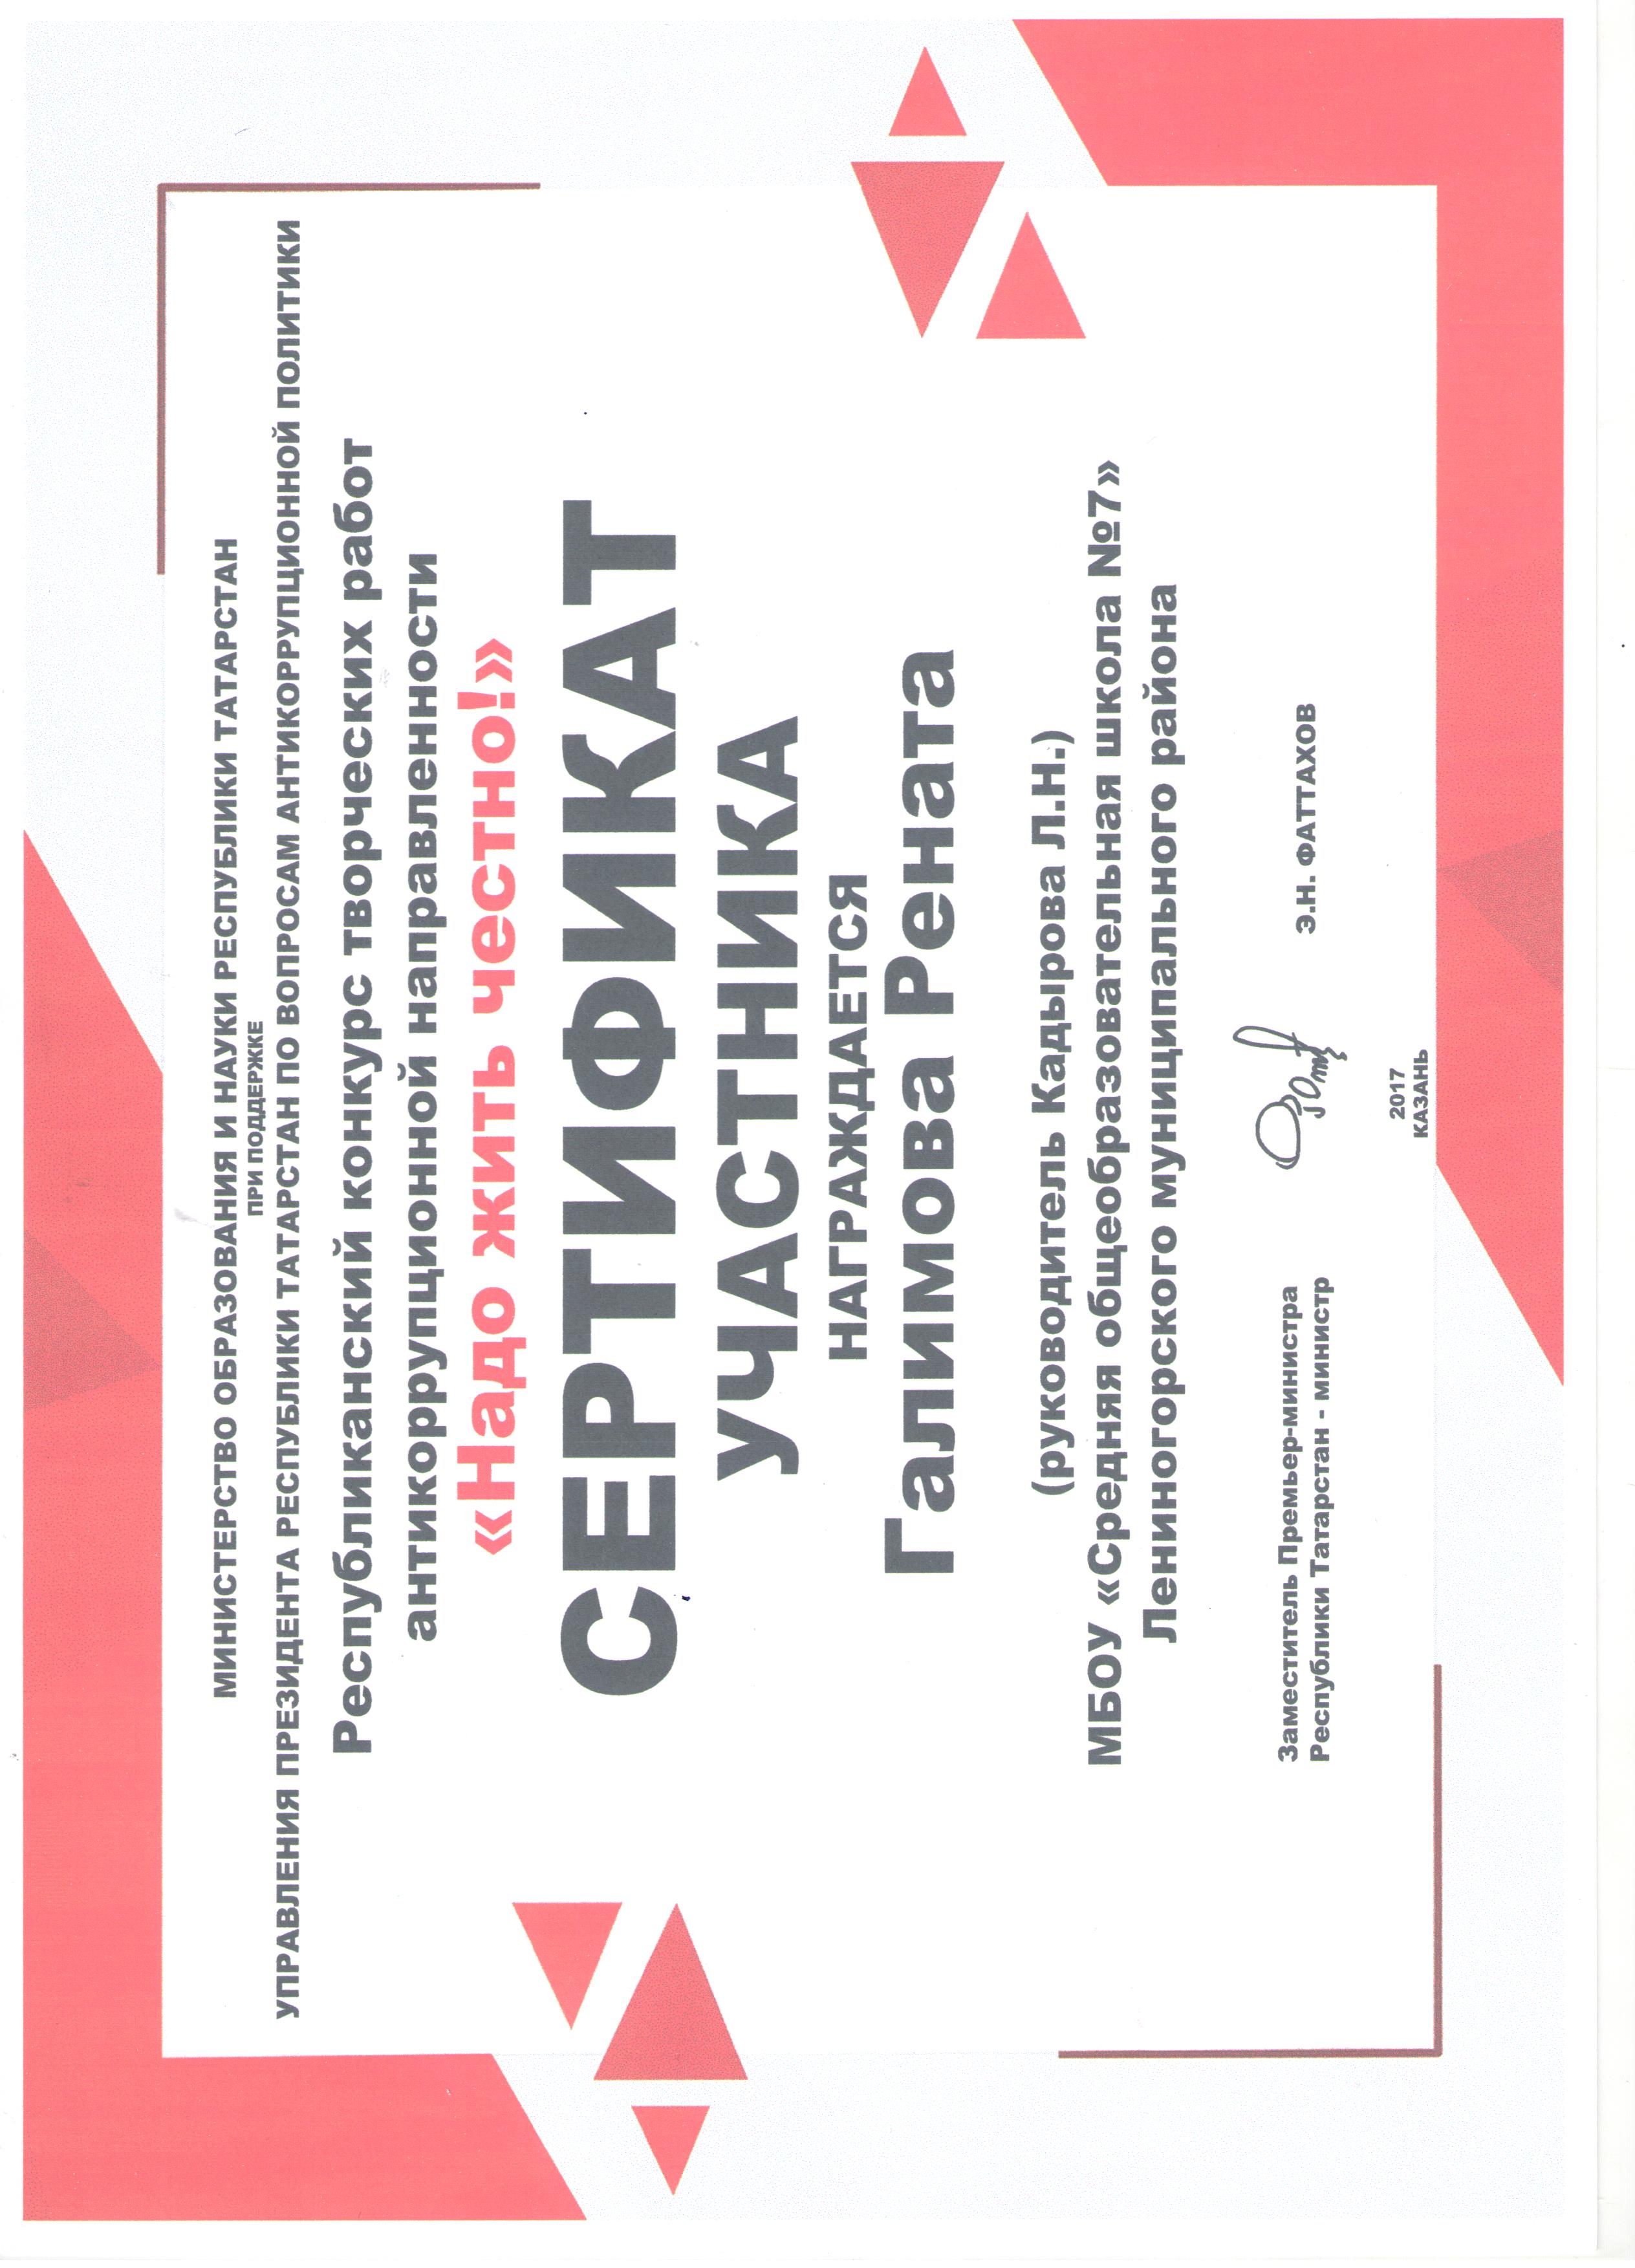 МИНИСТЕРСТВО ОБРАЗОВАНИЯ И НАУКИ РЕСПУБЛИКИ ТАТАРСТАН
ПРИ ПОДДЕРЖКЕ
УПРАВЛЕНИЯ ПРЕЗИДЕНТА РЕСПУБЛИКИ ТАТАРСТАН ПО ВОПРОСАМ АНТИКОРРУПЦИОННОЙ ПОЛИТИКИ
Республиканский конкурс творческих работ
антикоррупционной направленности
«Надо жить честно!»
СЕРТИФИКАТ
УЧАСТНИКА
НАГРАЖДАЕТСЯ
Галимова Рената
(руководитель Кадырова Л.Н.)
МБОУ «Средняя общеобразовательная школа №7»
Лениногорского муниципального района
Заместитель Премьер-министра
Республики Татарстан - министр
Э.Н. ФАТТАХОВ
2017
КАЗАНЬ